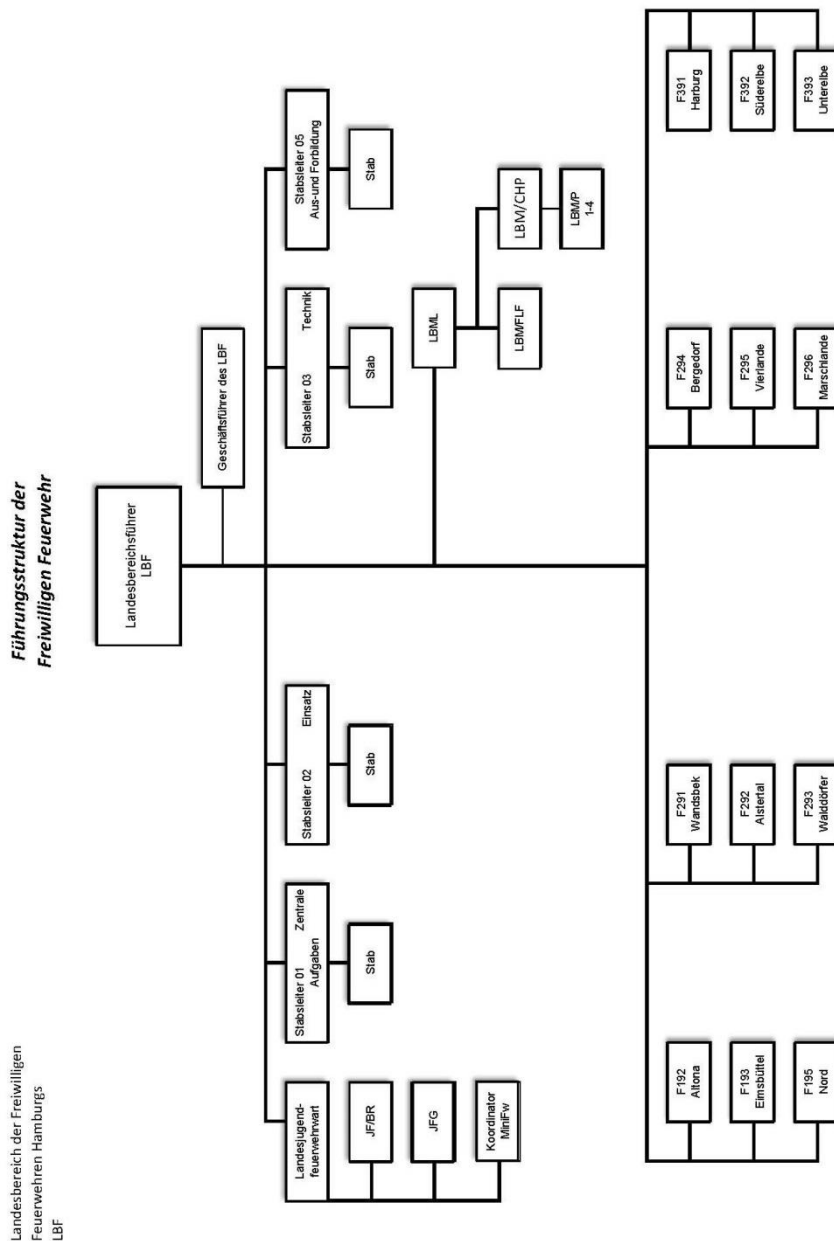 Landesbereich der Freiwilligen
Feuerwehren Hamburgs
LBF
Führungsstruktur der
Freiwilligen Feuerwehr
Landesbereichsführer
LBF
Geschäftsführer des LBF
Landesjugend-
feuerwehrwart
JF/BR
JFG
Koordinator
MiniFw
Stabsleiter 01 Zentrale
Aufgaben
Stab
Stabsleiter 02 Einsatz
Stab
Stabsleiter 03 Technik
Stab
Stabsleiter 05
Aus-und Forbildung
Stab
LBML
LBM/FLF
LBM/CHP
LBM/P
1-4
F192
Altona
F193
Eimsbüttel
F195
Nord
F291
Wandsbek
F292
Alstertal
F293
Walddörfer
F294
Bergedorf
F295
Vierlande
F296
Marschlande
F391
Harburg
F392
Süderelbe
F393
Unterelbe